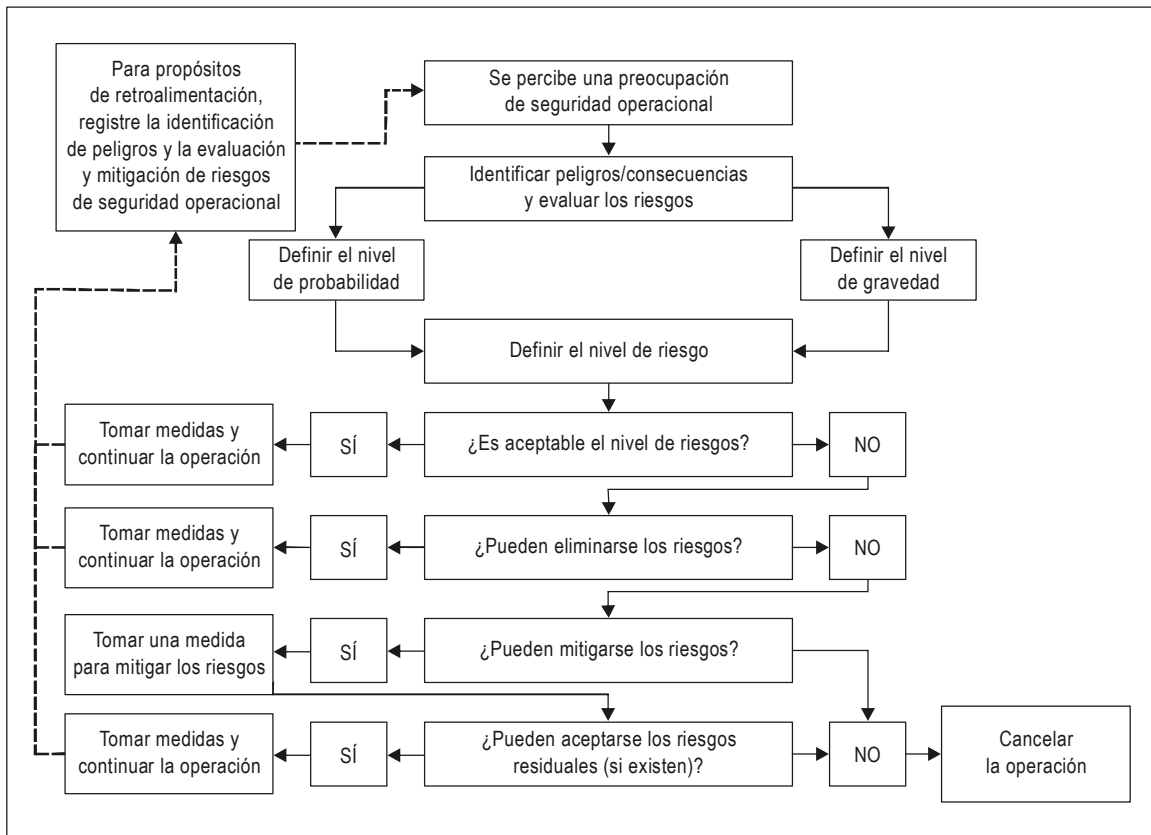 Para propósitos
de retroalimentación,
registre la identificación
de peligros y la evaluación
y mitigación de riesgos
de seguridad operacional
Se percibe una preocupación
de seguridad operacional
Identificar peligros/consecuencias
y evaluar los riesgos
Definir el nivel
de probabilidad
Definir el nivel
de gravedad
Definir el nivel de riesgo
Tomar medidas y
continuar la operación
SÍ
¿Es aceptable el nivel de riesgos?
NO
Tomar medidas y
continuar la operación
SÍ
¿Pueden eliminarse los riesgos?
NO
Tomar una medida
para mitigar los riesgos
SÍ
¿Pueden mitigarse los riesgos?
Tomar medidas y
continuar la operación
SÍ
¿Pueden aceptarse los riesgos
residuales (si existen)?
NO
Cancelar
la operación